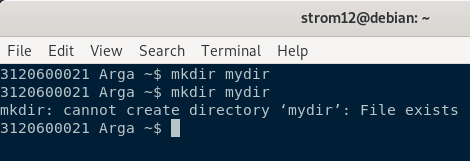 strom12@debian: ~
File Edit View Search Terminal Help
3120600021 Arga ~$ mkdir mydir
3120600021 Arga ~$ mkdir mydir
mkdir: cannot create directory ‘mydir’: File exists
3120600021 Arga ~$